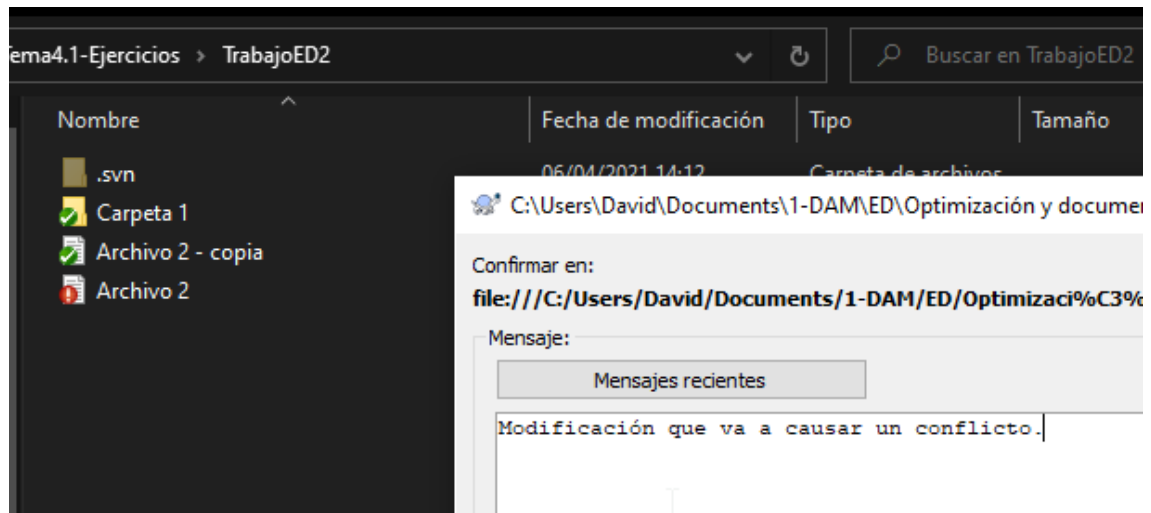 Tema4.1-Ejercicios > TrabajoED2
Buscar en TrabajoED2
Nombre Fecha de modificación Tipo Tamaño
.svn 06/04/2021 14:12 Carpeta de archivos
Carpeta 1
Archivo 2 - copia
Archivo 2
C:\Users\David\Documents\1-DAM\ED\Optimización y docume
Confirmar en:
file:///C:/Users/David/Documents/1-DAM/ED/Optimizaci%C3%
Mensaje:
Mensajes recientes
Modificación que va a causar un conflicto.